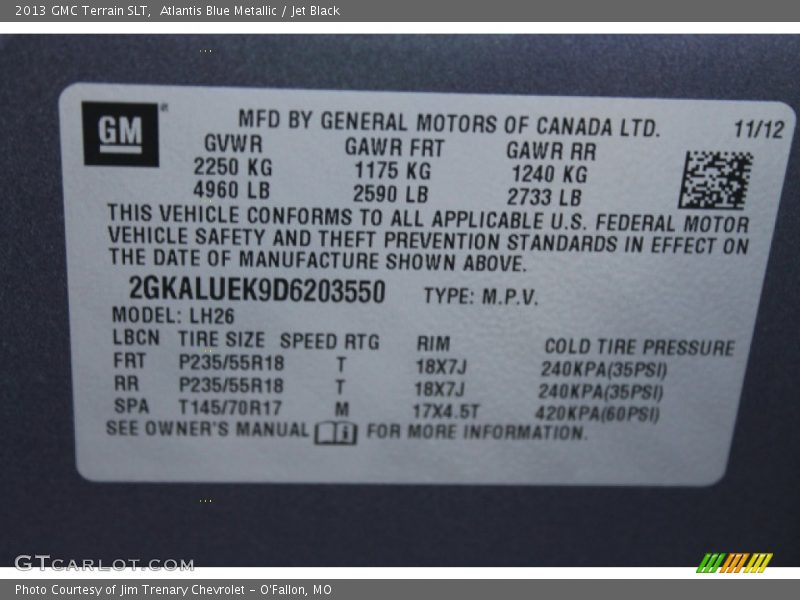 2013 GMC Terrain SLT,  Atlantis Blue Metallic / Jet Black
GM
MFD BY GENERAL MOTORS OF CANADA LTD. 11/12
GVWR GAWR FRT GAWR RR
2250 KG 1175 KG 1240 KG
4960 LB 2590 LB 2733 LB
THIS VEHICLE CONFORMS TO ALL APPLICABLE U.S. FEDERAL MOTOR
VEHICLE SAFETY AND THEFT PREVENTION STANDARDS IN EFFECT ON
THE DATE OF MANUFACTURE SHOWN ABOVE.
2GKALUEK9D6203550 TYPE: M.P.V.
MODEL: LH26
LBCN TIRE SIZE SPEED RTG RIM COLD TIRE PRESSURE
FRT P235/55R18 T 18X7J 240KPA(35PSI)
RR P235/55R18 T 18X7J 240KPA(35PSI)
SPA T145/70R17 M 17X4.5T 420KPA(60PSI)
SEE OWNER'S MANUAL i FOR MORE INFORMATION.
GTCARLOT.COM
Photo Courtesy of Jim Trenary Chevrolet - O'Fallon, MO